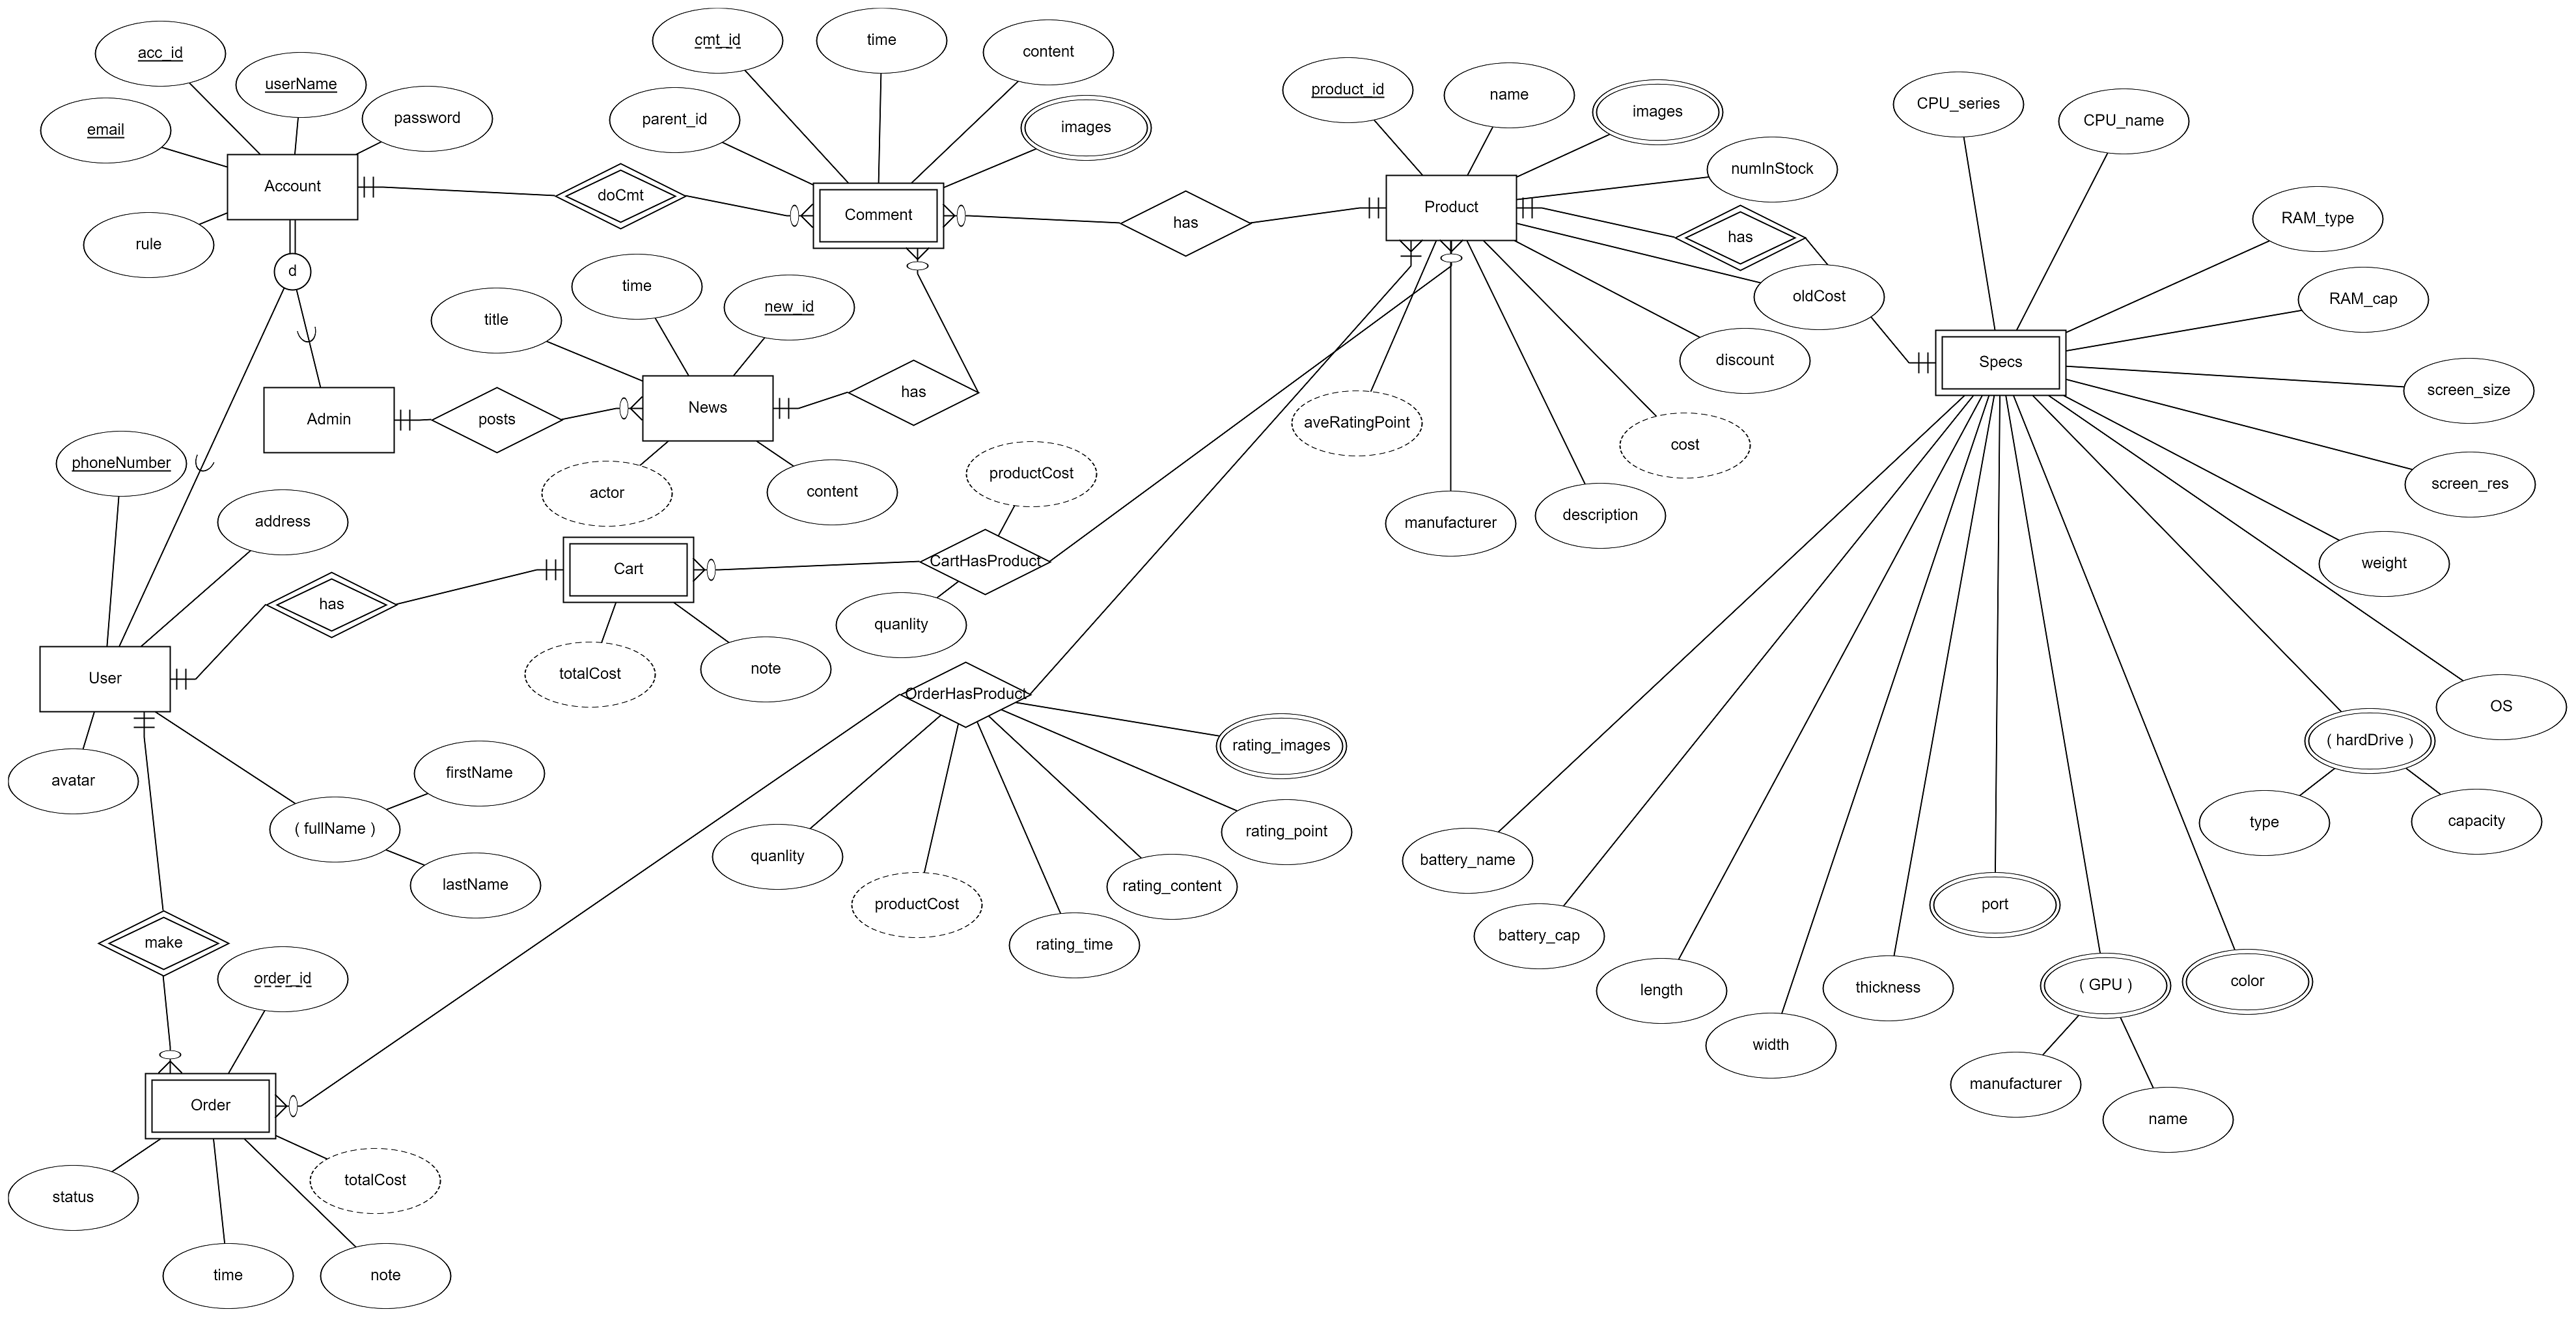 acc_id
userName
email
password
Account
rule
d
doCmt
cmt_id
time
content
parent_id
images
Comment
has
product_id
name
images
numInStock
Product
has
oldCost
discount
cost
aveRatingPoint
manufacturer
description
CPU_series
CPU_name
RAM_type
RAM_cap
Specs
screen_size
screen_res
weight
OS
( hardDrive )
type
capacity
color
( GPU )
manufacturer
name
port
thickness
width
length
battery_cap
battery_name
title
time
new_id
News
has
Admin
posts
actor
content
phoneNumber
address
has
Cart
totalCost
note
productCost
CartHasProduct
quanlity
User
avatar
( fullName )
firstName
lastName
OrderHasProduct
rating_images
rating_point
rating_content
rating_time
productCost
quanlity
make
order_id
Order
status
time
note
totalCost